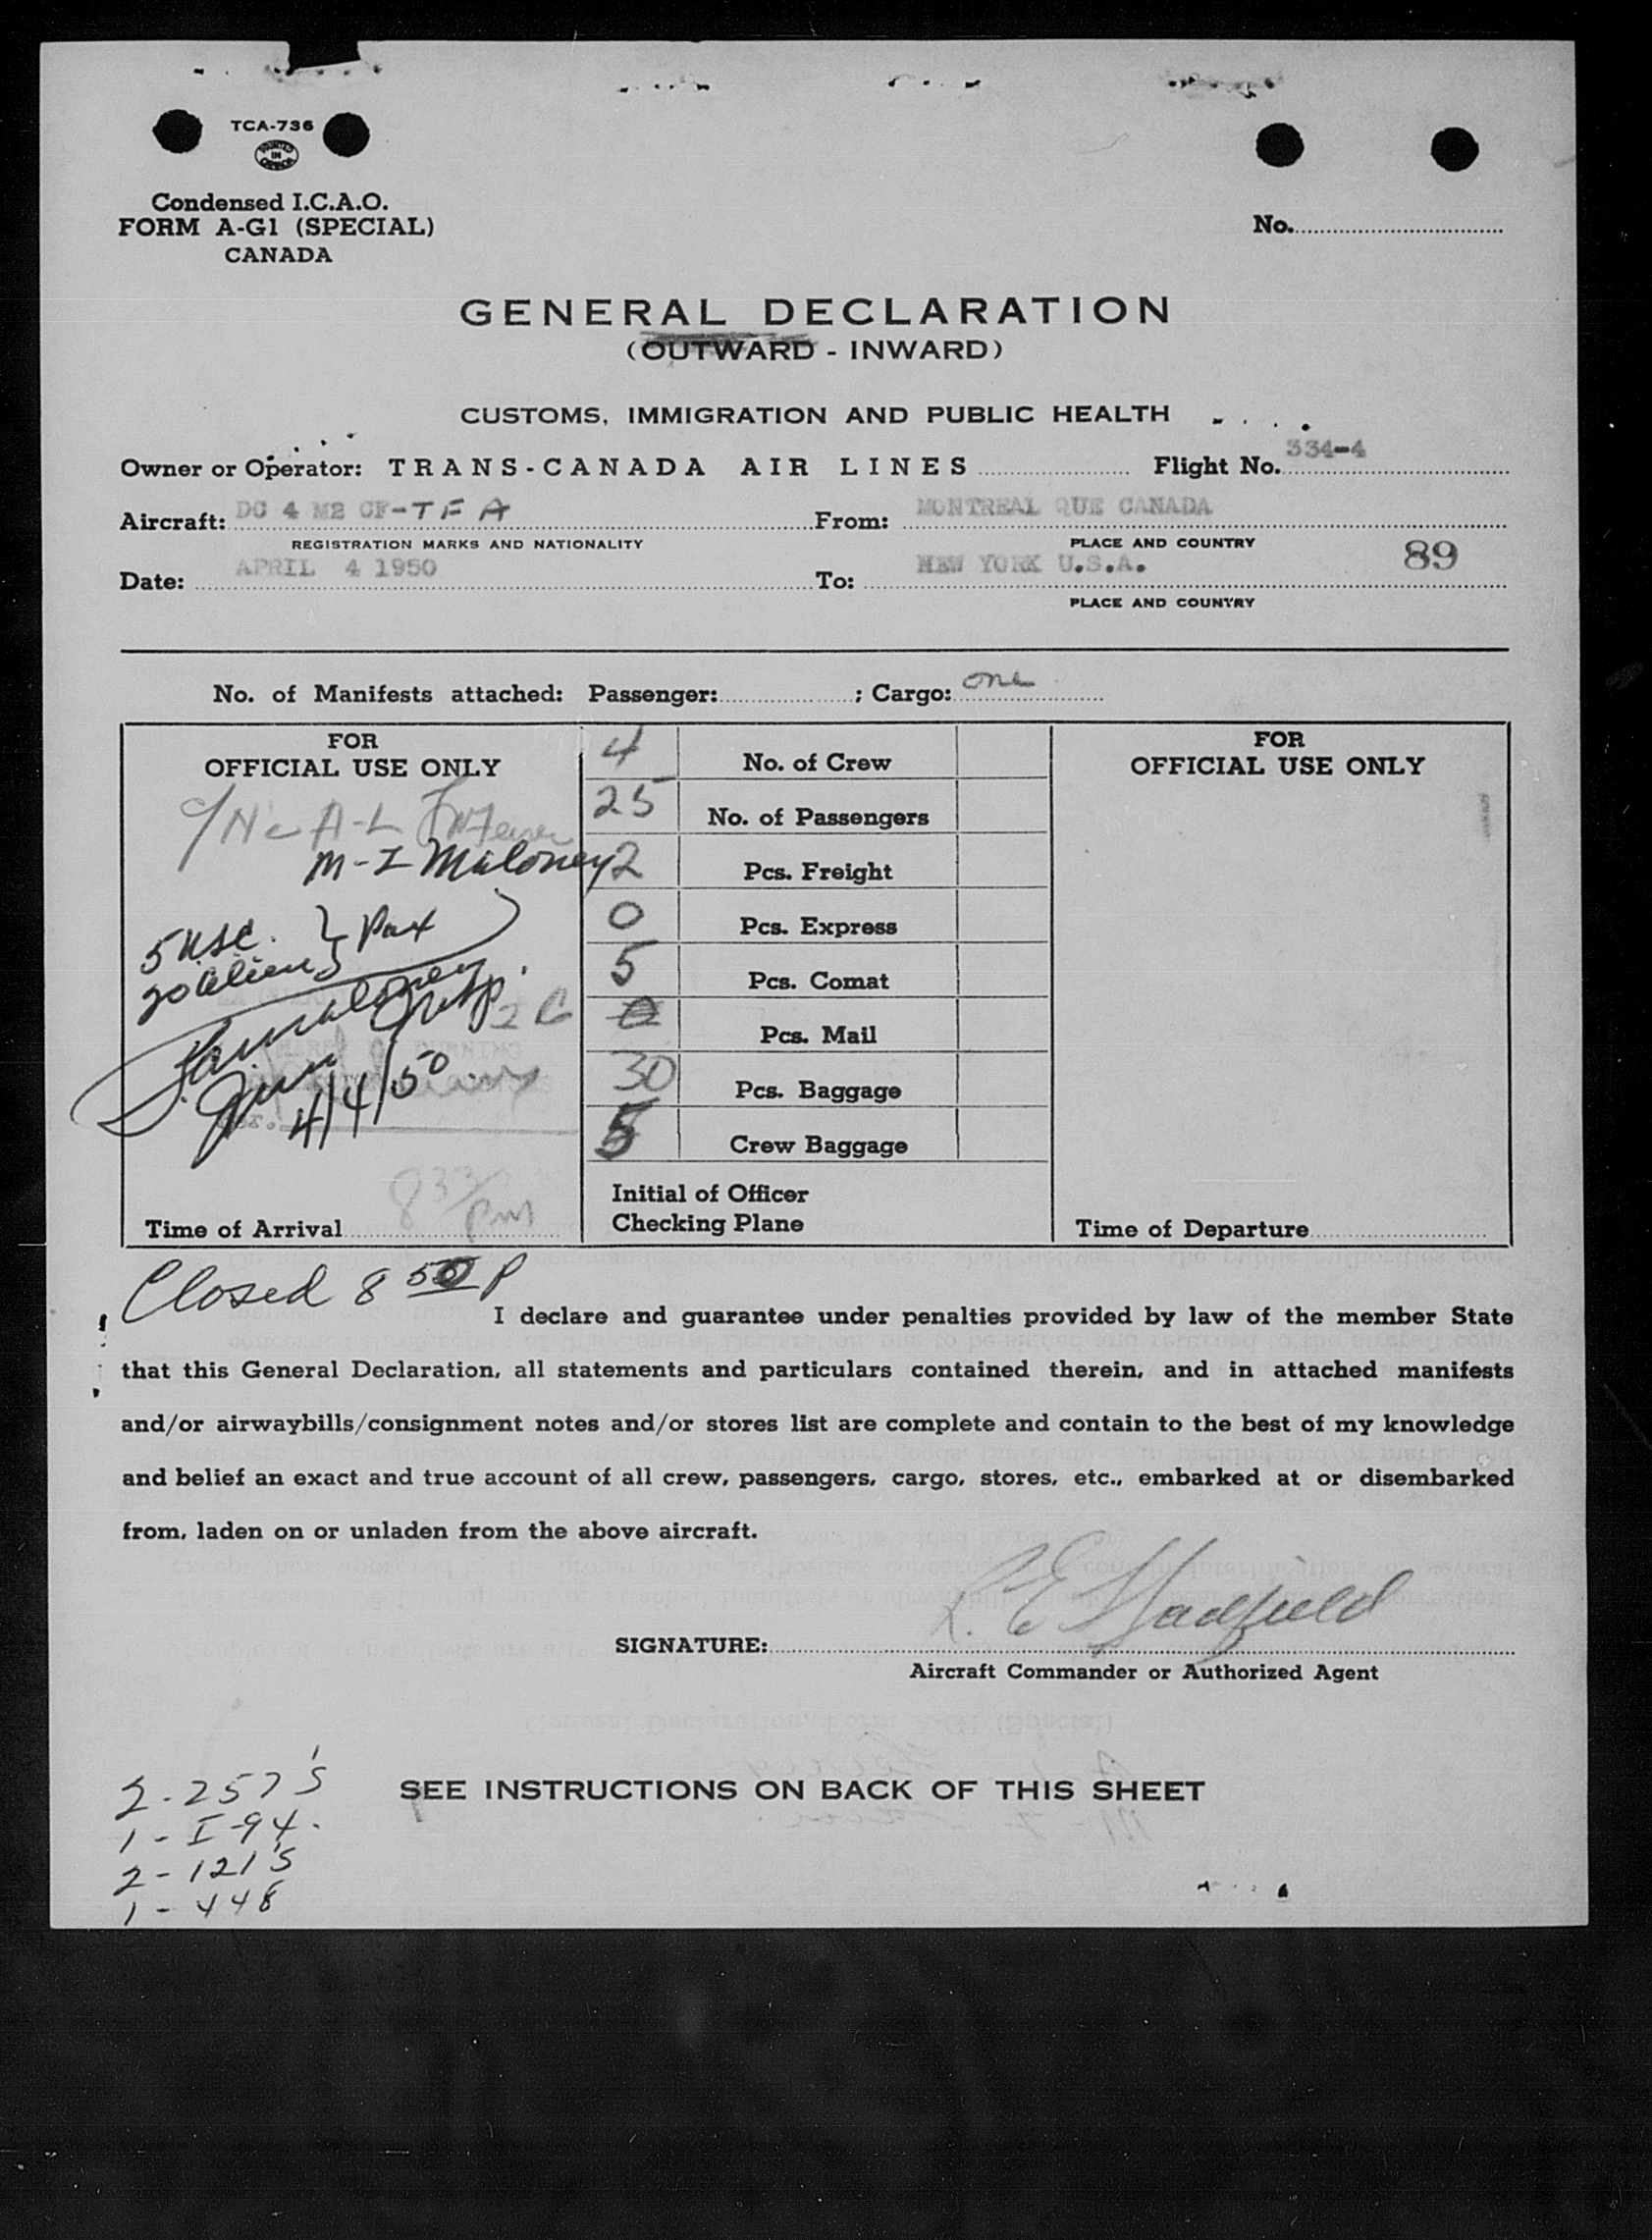 TCA-736
PRINTED IN CANADA
Condensed I.C.A.O.
FORM A-G1 (SPECIAL)
CANADA
No.
GENERAL DECLARATION
(OUTWARD - INWARD)
CUSTOMS, IMMIGRATION AND PUBLIC HEALTH
Owner or Operator: TRANS-CANADA AIR LINES Flight No. 334-4
Aircraft: DC 4 M2 CF-TFA From: MONTREAL QUE CANADA
REGISTRATION MARKS AND NATIONALITY PLACE AND COUNTRY
Date: APRIL 4 1950 To: NEW YORK U.S.A. 89
PLACE AND COUNTRY
No. of Manifests attached: Passenger: ; Cargo: one
FOR
OFFICIAL USE ONLY
A-L
M-I Maloney
5 USC. } Pax
20 alien
Maloney
Insp.
2 C
4/4/50
Time of Arrival 8 33/pm
4 No. of Crew
25 No. of Passengers
2 Pcs. Freight
0 Pcs. Express
5 Pcs. Comat
0 Pcs. Mail
30 Pcs. Baggage
5 Crew Baggage
Initial of Officer
Checking Plane
FOR
OFFICIAL USE ONLY
Time of Departure
Closed 8 50 P
I declare and guarantee under penalties provided by law of the member State
that this General Declaration, all statements and particulars contained therein, and in attached manifests
and/or airwaybills/consignment notes and/or stores list are complete and contain to the best of my knowledge
and belief an exact and true account of all crew, passengers, cargo, stores, etc., embarked at or disembarked
from, laden on or unladen from the above aircraft.
SIGNATURE: L. E. Hadfield
Aircraft Commander or Authorized Agent
SEE INSTRUCTIONS ON BACK OF THIS SHEET
2-257's
1-I-94.
2-121's
1-448